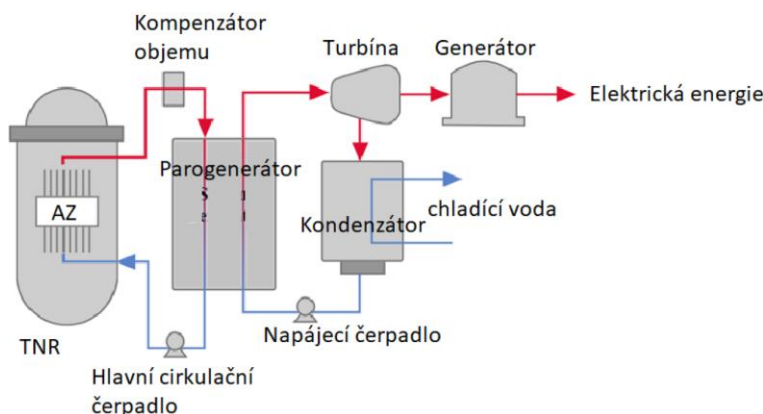 Kompenzátor
objemu
Turbína
Generátor
Elektrická energie
Parogenerátor
AZ
Kondenzátor
chladící voda
Napájecí čerpadlo
TNR
Hlavní cirkulační
čerpadlo